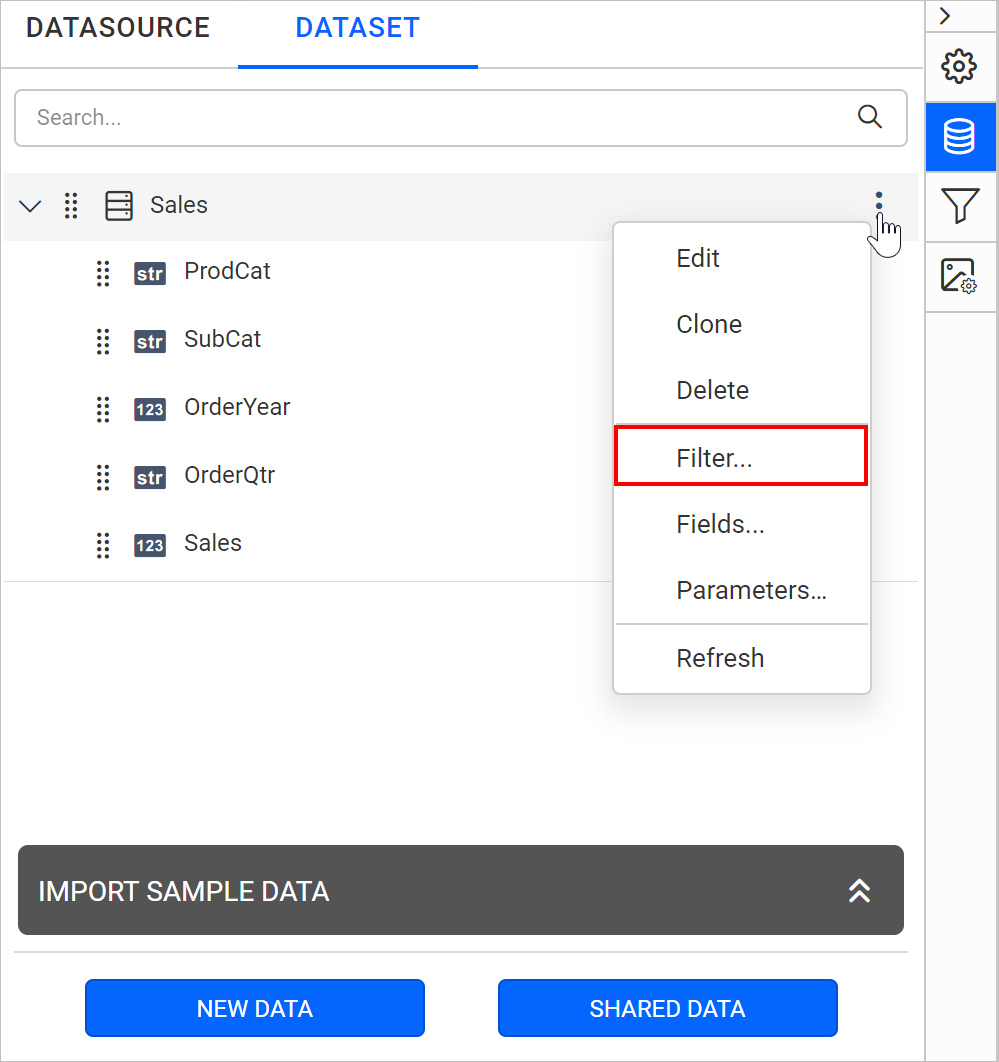 DATASOURCE DATASET
Search...
Sales
str ProdCat
str SubCat
123 OrderYear
str OrderQtr
123 Sales
Edit
Clone
Delete
Filter...
Fields...
Parameters...
Refresh
IMPORT SAMPLE DATA
NEW DATA SHARED DATA